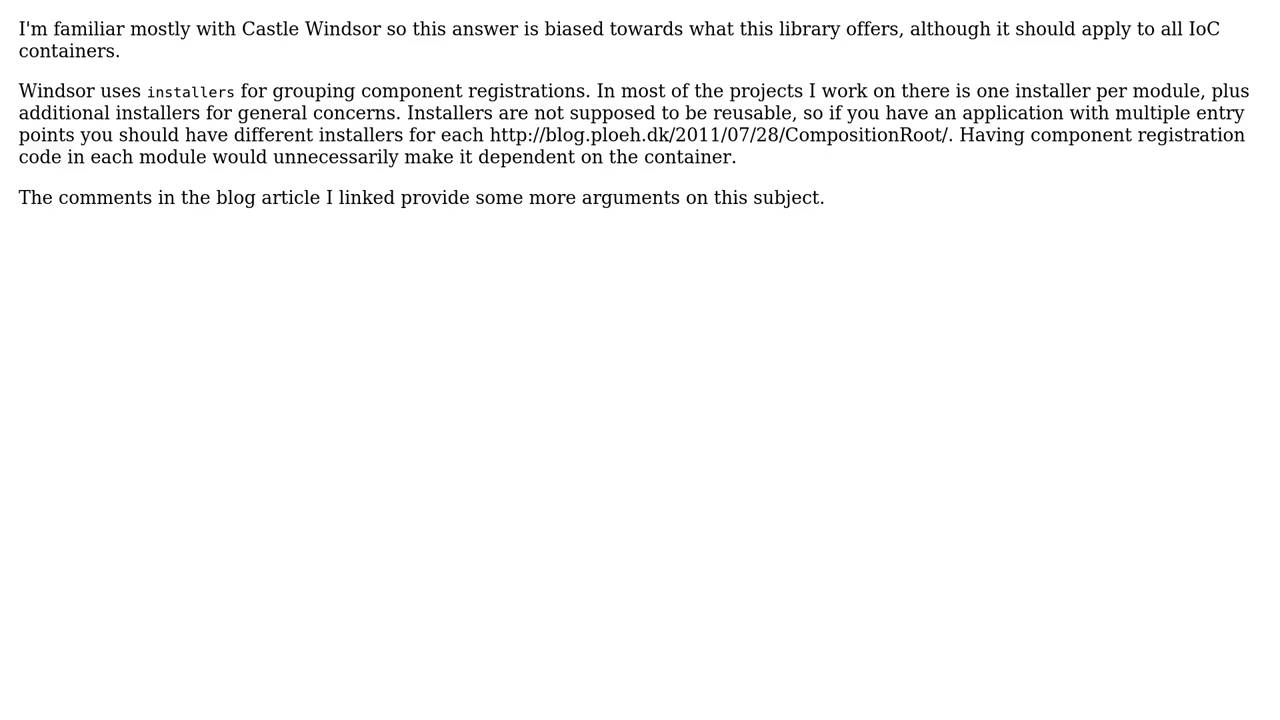 I'm familiar mostly with Castle Windsor so this answer is biased towards what this library offers, although it should apply to all IoC
containers.
Windsor uses installers for grouping component registrations. In most of the projects I work on there is one installer per module, plus
additional installers for general concerns. Installers are not supposed to be reusable, so if you have an application with multiple entry
points you should have different installers for each http://blog.ploeh.dk/2011/07/28/CompositionRoot/. Having component registration
code in each module would unnecessarily make it dependent on the container.
The comments in the blog article I linked provide some more arguments on this subject.